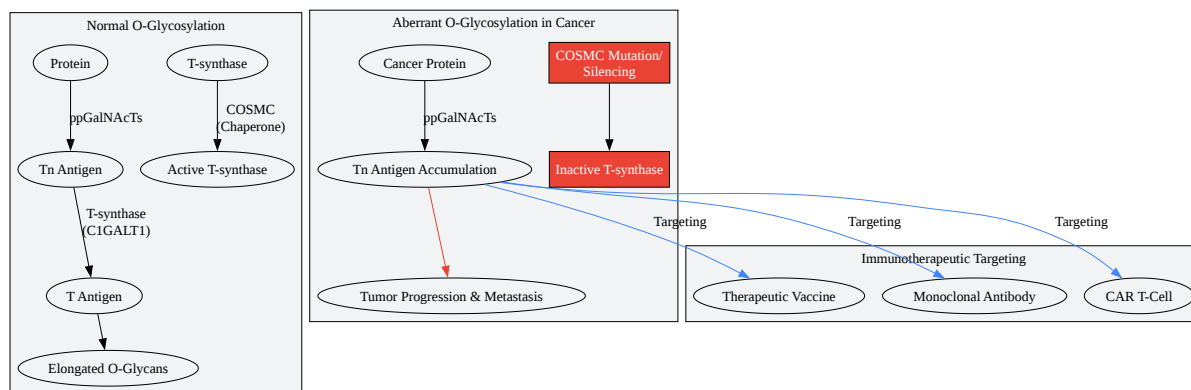 Normal O-Glycosylation
Protein
T-synthase
ppGalNAcTs
COSMC
(Chaperone)
Tn Antigen
Active T-synthase
T-synthase
(C1GALT1)
T Antigen
Elongated O-Glycans
Aberrant O-Glycosylation in Cancer
Cancer Protein
COSMC Mutation/
Silencing
ppGalNAcTs
Tn Antigen Accumulation
Inactive T-synthase
Tumor Progression & Metastasis
Targeting
Targeting
Targeting
Immunotherapeutic Targeting
Therapeutic Vaccine
Monoclonal Antibody
CAR T-Cell